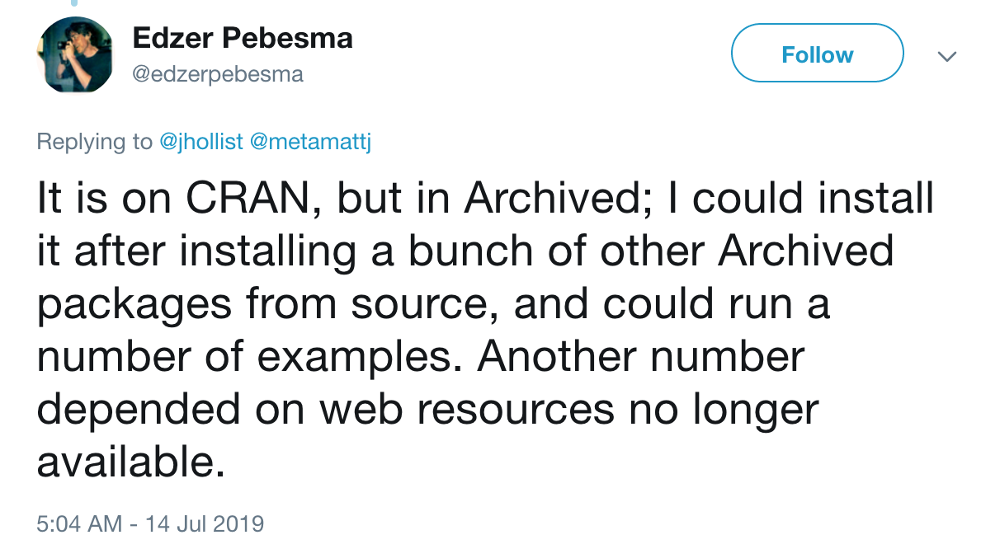 Edzer Pebesma
@edzerpebesma
Follow
Replying to @jhollist @metamattj
It is on CRAN, but in Archived; I could install
it after installing a bunch of other Archived
packages from source, and could run a
number of examples. Another number
depended on web resources no longer
available.
5:04 AM - 14 Jul 2019